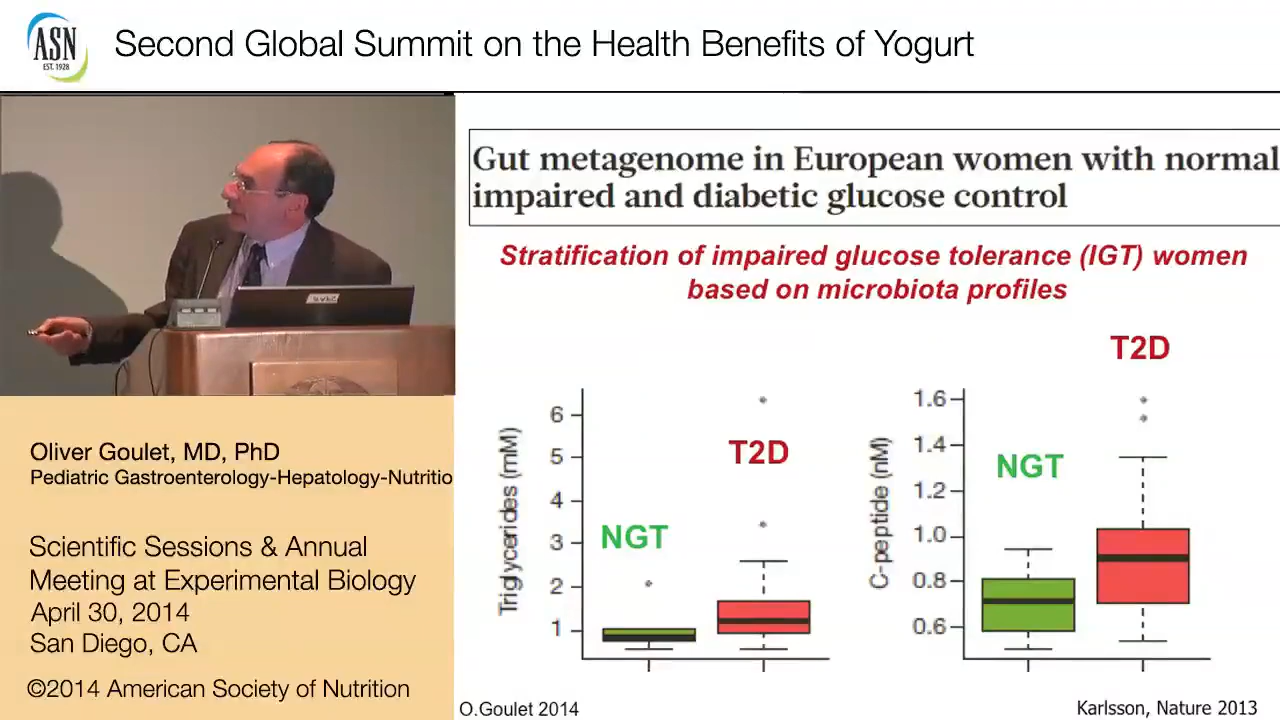 ASN
EST. 1928
Second Global Summit on the Health Benefits of Yogurt
Oliver Goulet, MD, PhD
Pediatric Gastroenterology-Hepatology-Nutritio
Scientific Sessions & Annual
Meeting at Experimental Biology
April 30, 2014
San Diego, CA
©2014 American Society of Nutrition
Gut metagenome in European women with normal
impaired and diabetic glucose control
Stratification of impaired glucose tolerance (IGT) women
based on microbiota profiles
Triglycerides (mM)
6
5
4
3
2
1
NGT
T2D
C-peptide (nM)
1.6
1.4
1.2
1.0
0.8
0.6
NGT
T2D
O.Goulet 2014
Karlsson, Nature 2013